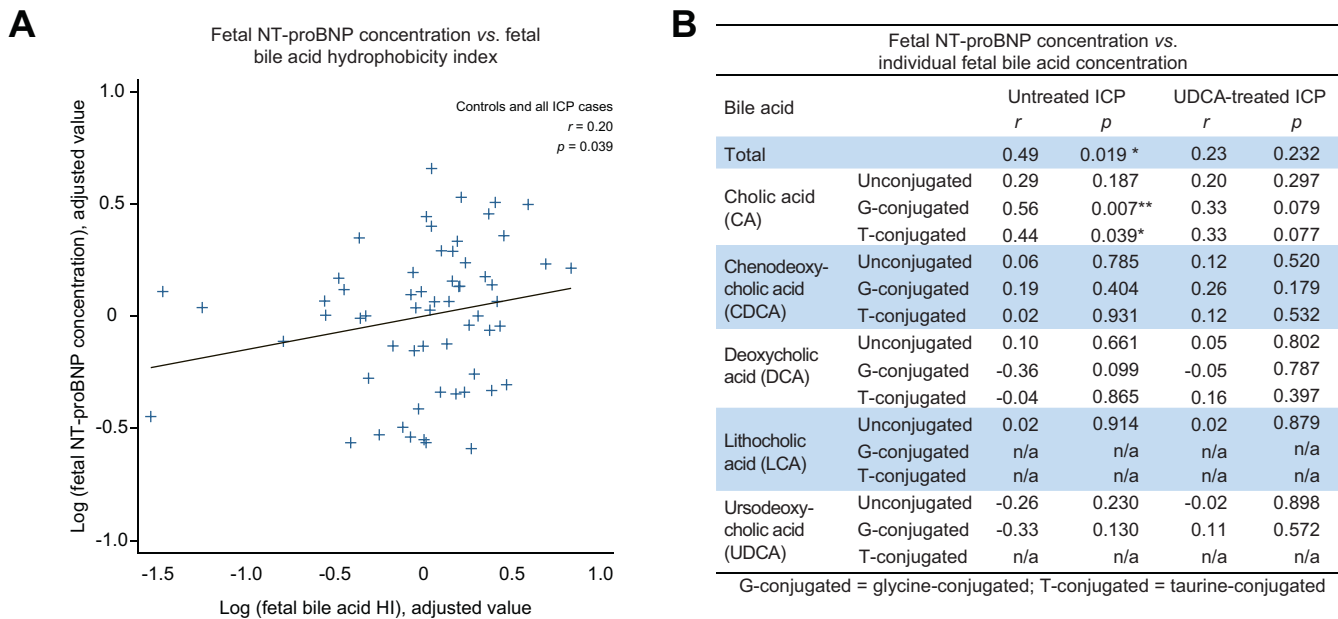 A
Fetal NT-proBNP concentration vs. fetal
bile acid hydrophobicity index
Controls and all ICP cases
r = 0.20
p = 0.039
Log (fetal NT-proBNP concentration), adjusted value
1.0
0.5
0
-0.5
-1.0
-1.5 -1.0 -0.5 0 0.5 1.0
Log (fetal bile acid HI), adjusted value
B
Fetal NT-proBNP concentration vs.
individual fetal bile acid concentration
Bile acid Untreated ICP UDCA-treated ICP
r p r p
Total 0.49 0.019 * 0.23 0.232
Cholic acid (CA) Unconjugated 0.29 0.187 0.20 0.297
G-conjugated 0.56 0.007** 0.33 0.079
T-conjugated 0.44 0.039* 0.33 0.077
Chenodeoxy-cholic acid (CDCA) Unconjugated 0.06 0.785 0.12 0.520
G-conjugated 0.19 0.404 0.26 0.179
T-conjugated 0.02 0.931 0.12 0.532
Deoxycholic acid (DCA) Unconjugated 0.10 0.661 0.05 0.802
G-conjugated -0.36 0.099 -0.05 0.787
T-conjugated -0.04 0.865 0.16 0.397
Lithocholic acid (LCA) Unconjugated 0.02 0.914 0.02 0.879
G-conjugated n/a n/a n/a n/a
T-conjugated n/a n/a n/a n/a
Ursodeoxy-cholic acid (UDCA) Unconjugated -0.26 0.230 -0.02 0.898
G-conjugated -0.33 0.130 0.11 0.572
T-conjugated n/a n/a n/a n/a
G-conjugated = glycine-conjugated; T-conjugated = taurine-conjugated